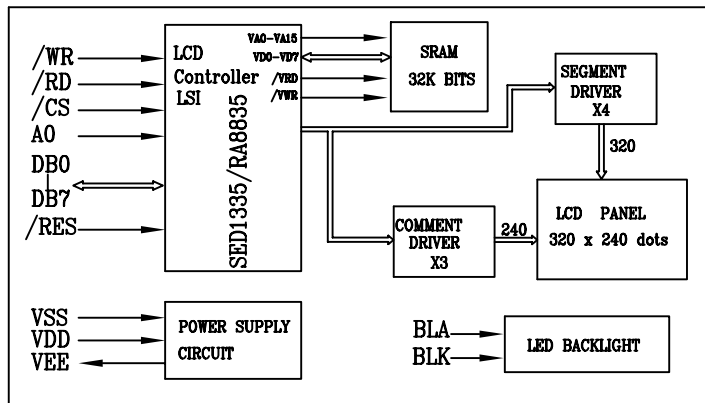 /WR
/RD
/CS
A0
DB0
DB7
/RES
LCD
Controller
LSI
SED1335/RA8835
VA0-VA15
VD0-VD7
/VRD
/VWR
SRAM
32K BITS
SEGMENT
DRIVER
X4
320
COMMENT
DRIVER
X3
240
LCD PANEL
320 x 240 dots
VSS
VDD
VEE
POWER SUPPLY
CIRCUIT
BLA
BLK
LED BACKLIGHT